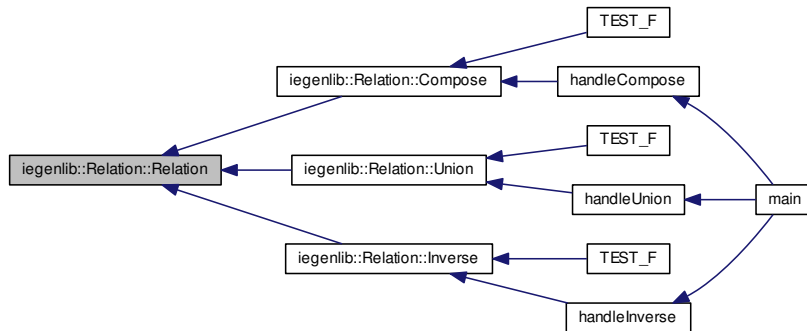 TEST_F
iegenlib::Relation::Compose
handleCompose
TEST_F
iegenlib::Relation::Relation
iegenlib::Relation::Union
handleUnion
main
iegenlib::Relation::Inverse
TEST_F
handleInverse